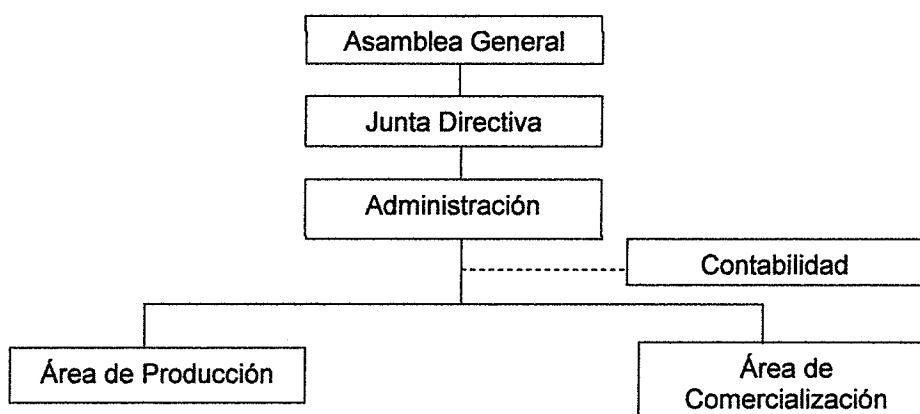 Asamblea General
Junta Directiva
Administración
Contabilidad
Área de Producción
Área de
Comercialización